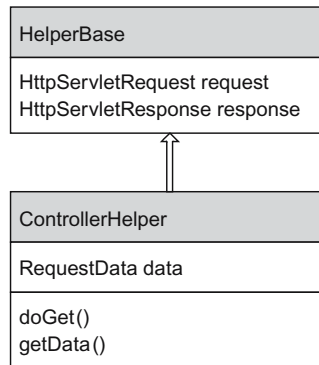 HelperBase
HttpServletRequest request
HttpServletResponse response
ControllerHelper
RequestData data
doGet()
getData()